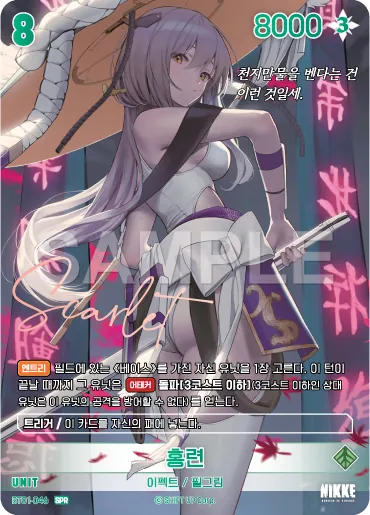 8
8000 3
천지만물을 벤다는 건
이런 것일세.
SAMPLE
Scarlet
엔트리 필드에 있는 《베이스》를 가진 자신 유닛을 1장 고른다. 이 턴이
끝날 때까지 그 유닛은 어태커 돌파[3코스트 이하](3코스트 이하인 상대
유닛은 이 유닛의 공격을 방어할 수 없다)를 얻는다.
트리거 / 이 카드를 자신의 패에 넣는다.
홍련
UNIT 이펙트 / 필그림
ST01-046 SPR ©SHIFT UP Corp.
NIKKE